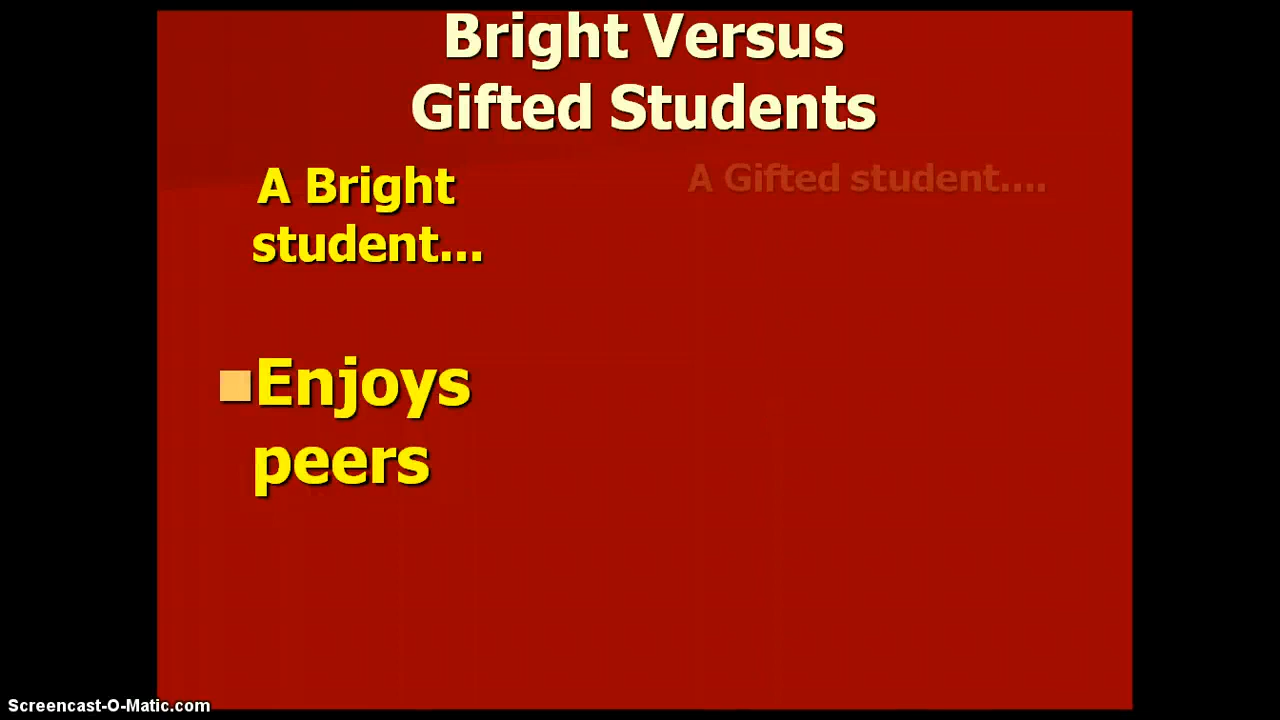 Bright Versus
Gifted Students
A Bright
student...
A Gifted student....
Enjoys
peers
Screencast-O-Matic.com